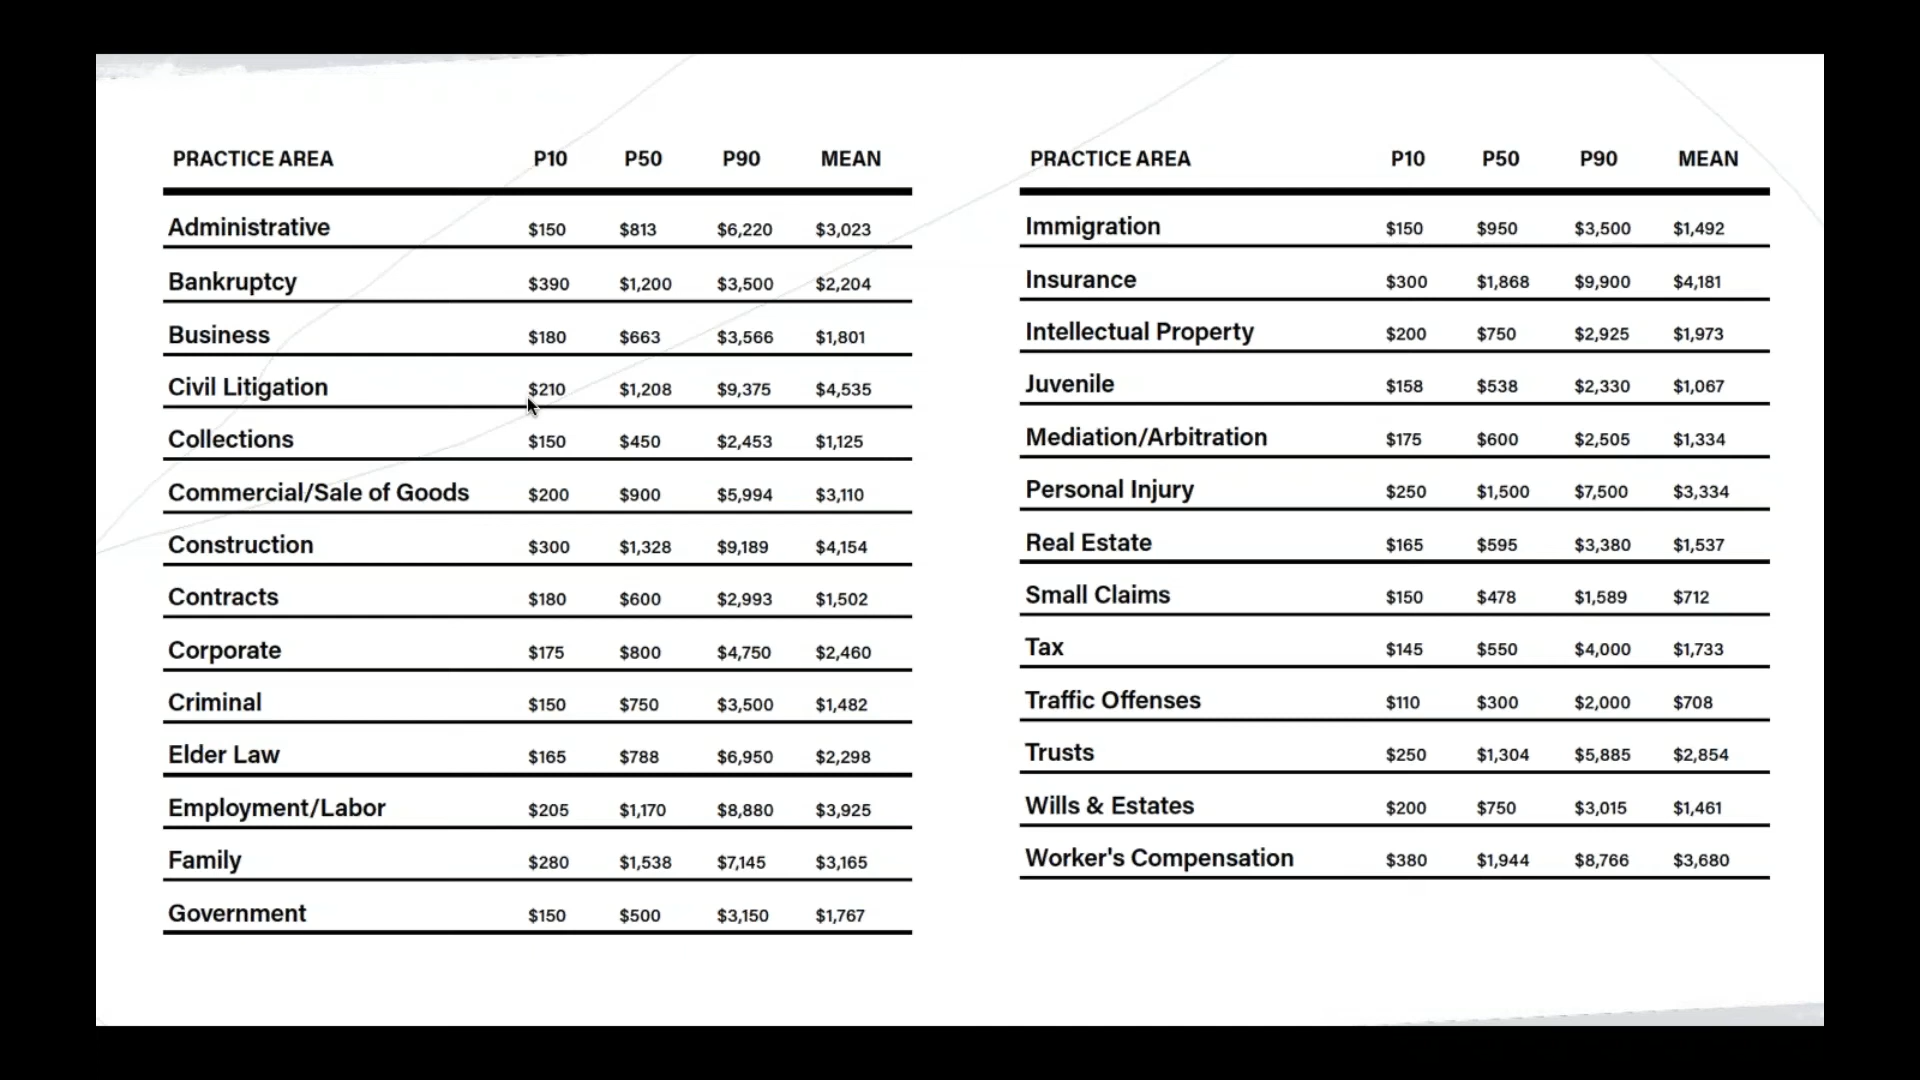 PRACTICE AREA P10 P50 P90 MEAN
Administrative $150 $813 $6,220 $3,023
Bankruptcy $390 $1,200 $3,500 $2,204
Business $180 $663 $3,566 $1,801
Civil Litigation $210 $1,208 $9,375 $4,535
Collections $150 $450 $2,453 $1,125
Commercial/Sale of Goods $200 $900 $5,994 $3,110
Construction $300 $1,328 $9,189 $4,154
Contracts $180 $600 $2,993 $1,502
Corporate $175 $800 $4,750 $2,460
Criminal $150 $750 $3,500 $1,482
Elder Law $165 $788 $6,950 $2,298
Employment/Labor $205 $1,170 $8,880 $3,925
Family $280 $1,538 $7,145 $3,165
Government $150 $500 $3,150 $1,767
PRACTICE AREA P10 P50 P90 MEAN
Immigration $150 $950 $3,500 $1,492
Insurance $300 $1,868 $9,900 $4,181
Intellectual Property $200 $750 $2,925 $1,973
Juvenile $158 $538 $2,330 $1,067
Mediation/Arbitration $175 $600 $2,505 $1,334
Personal Injury $250 $1,500 $7,500 $3,334
Real Estate $165 $595 $3,380 $1,537
Small Claims $150 $478 $1,589 $712
Tax $145 $550 $4,000 $1,733
Traffic Offenses $110 $300 $2,000 $708
Trusts $250 $1,304 $5,885 $2,854
Wills & Estates $200 $750 $3,015 $1,461
Worker's Compensation $380 $1,944 $8,766 $3,680